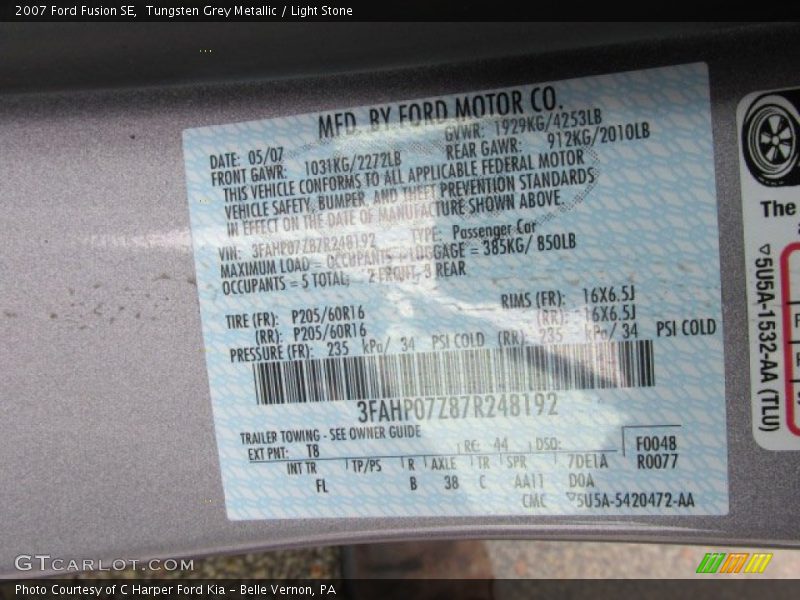 2007 Ford Fusion SE,  Tungsten Grey Metallic / Light Stone
MFD. BY FORD MOTOR CO.
DATE: 05/07 GVWR: 1929KG/4253LB
FRONT GAWR: 1031KG/2272LB REAR GAWR: 912KG/2010LB
THIS VEHICLE CONFORMS TO ALL APPLICABLE FEDERAL MOTOR
VEHICLE SAFETY, BUMPER, AND THEFT PREVENTION STANDARDS
IN EFFECT ON THE DATE OF MANUFACTURE SHOWN ABOVE
VIN: 3FAHP07Z87R248192 TYPE: Passenger Car
MAXIMUM LOAD = OCCUPANTS + LUGGAGE = 385KG/ 850LB
OCCUPANTS = 5 TOTAL; 2 FRONT, 3 REAR
TIRE (FR): P205/60R16 RIMS (FR): 16X6.5J
(RR): P205/60R16 (RR): 16X6.5J
PRESSURE (FR): 235 kPa/ 34 PSI COLD (RR): 235 kPa/ 34 PSI COLD
3FAHP07Z87R248192
TRAILER TOWING - SEE OWNER GUIDE
EXT PNT: T8 RC: 44 DSO: F0048
INT TR TP/PS R AXLE TR SPR 7DE1A R0077
FL B 38 C AA11 DOA
CMC ▽5U5A-5420472-AA
The
▽5U5A-1532-AA (TLU)
GTCARLOT.COM
Photo Courtesy of C Harper Ford Kia – Belle Vernon, PA